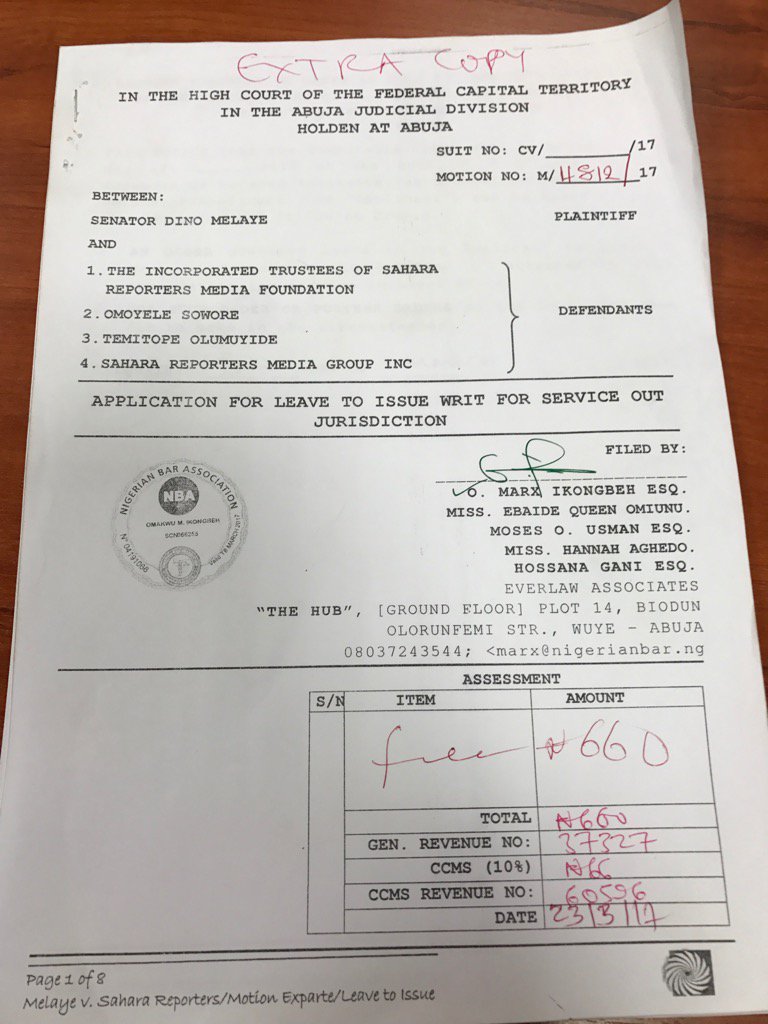 EXTRA COPY
IN THE HIGH COURT OF THE FEDERAL CAPITAL TERRITORY
IN THE ABUJA JUDICIAL DIVISION
HOLDEN AT ABUJA
SUIT NO: CV/________/17
MOTION NO: M/4812/17
BETWEEN:
SENATOR DINO MELAYE PLAINTIFF
AND
1. THE INCORPORATED TRUSTEES OF SAHARA
REPORTERS MEDIA FOUNDATION
2. OMOYELE SOWORE DEFENDANTS
3. TEMITOPE OLUMUYIDE
4. SAHARA REPORTERS MEDIA GROUP INC
APPLICATION FOR LEAVE TO ISSUE WRIT FOR SERVICE OUT
JURISDICTION
FILED BY:
NIGERIAN BAR ASSOCIATION
NBA
OMAKWU M. IKONGBEH
O. MARX IKONGBEH ESQ.
MISS. EBAIDE QUEEN OMIUNU.
MOSES O. USMAN ESQ.
MISS. HANNAH AGHEDO.
HOSSANA GANI ESQ.
EVERLAW ASSOCIATES
"THE HUB", [GROUND FLOOR] PLOT 14, BIODUN
OLORUNFEMI STR., WUYE – ABUJA
08037243544; <marx@nigerianbar.ng
ASSESSMENT
S/N ITEM AMOUNT
free ₦660
TOTAL ₦660
GEN. REVENUE NO: 37327
CCMS (10%) ₦66
CCMS REVENUE NO: 60596
DATE 23/3/17
Page 1 of 8
Melaye v. Sahara Reporters/Motion Exparte/Leave to Issue